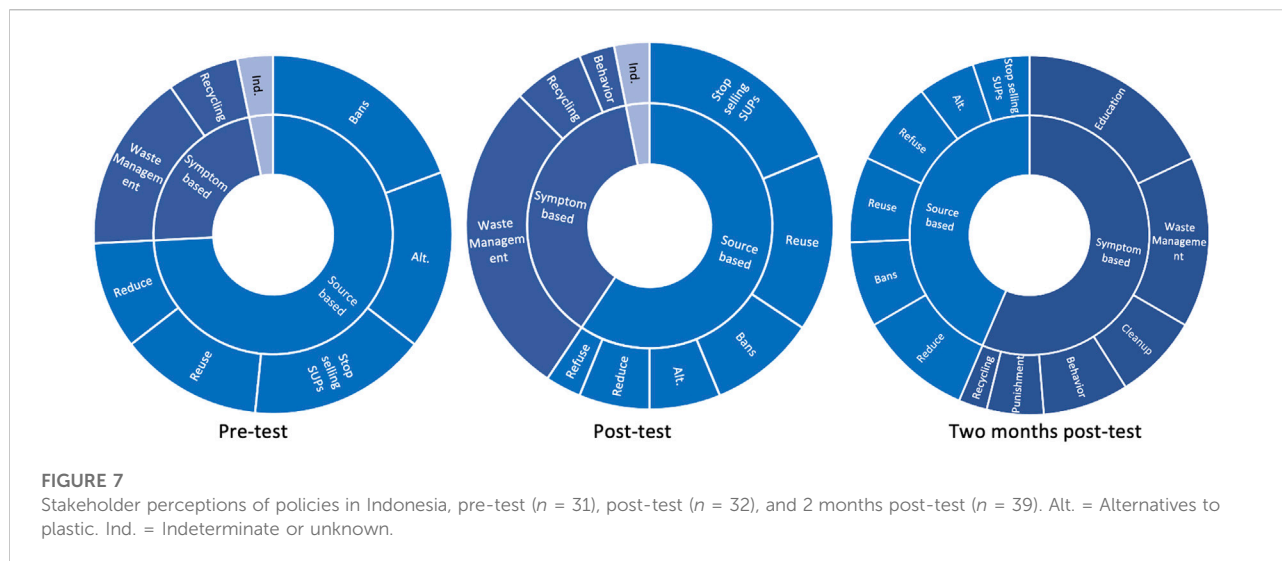 Ind.
Bans
Alt.
Stop
selling
SUPs
Reuse
Reduce
Waste
Managem
ent
Recycling
Symptom
based
Source
based
Pre-test
Ind.
Stop
selling
SUPs
Reuse
Bans
Alt.
Reduce
Refuse
Waste
Managem
ent
Recycling
Behavior
Symptom
based
Source
based
Post-test
Education
Waste
Manageme
nt
Cleanup
Behavior
Punishment
Recycling
Reduce
Bans
Reuse
Refuse
Alt.
Stop selling
SUPs
Source
based
Symptom
based
Two months post-test
FIGURE 7
Stakeholder perceptions of policies in Indonesia, pre-test (n = 31), post-test (n = 32), and 2 months post-test (n = 39). Alt. = Alternatives to
plastic. Ind. = Indeterminate or unknown.